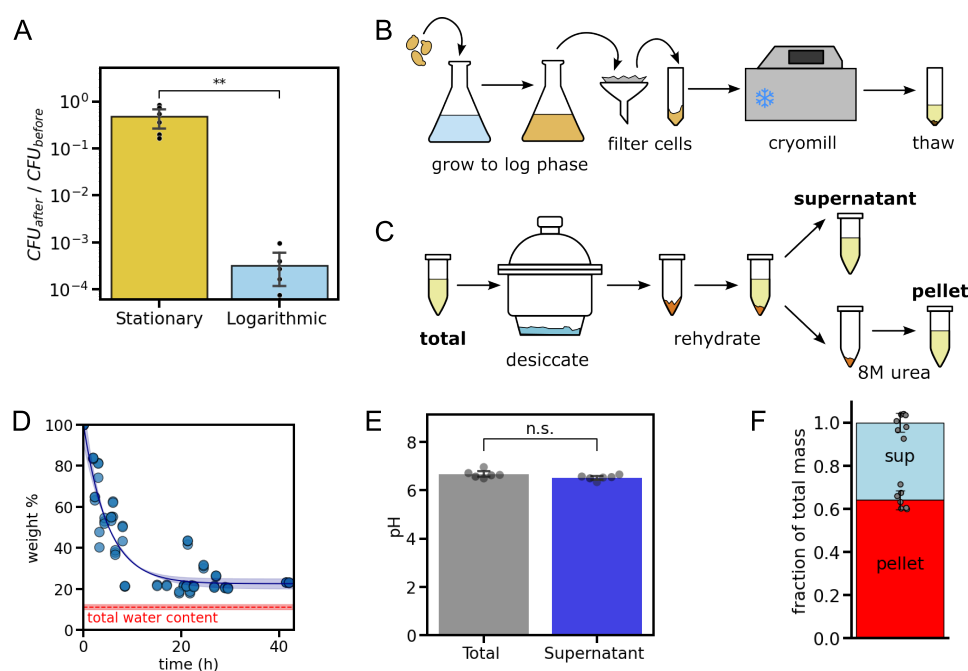 A
CFU_after / CFU_before
10^0
10^-1
10^-2
10^-3
10^-4
**
Stationary
Logarithmic
B
grow to log phase
filter cells
cryomill
thaw
C
total
desiccate
rehydrate
supernatant
pellet
8M urea
D
weight %
100
80
60
40
20
0
total water content
0
20
40
time (h)
E
pH
8
6
4
2
0
n.s.
Total
Supernatant
F
fraction of total mass
1.0
0.8
0.6
0.4
0.2
0.0
sup
pellet